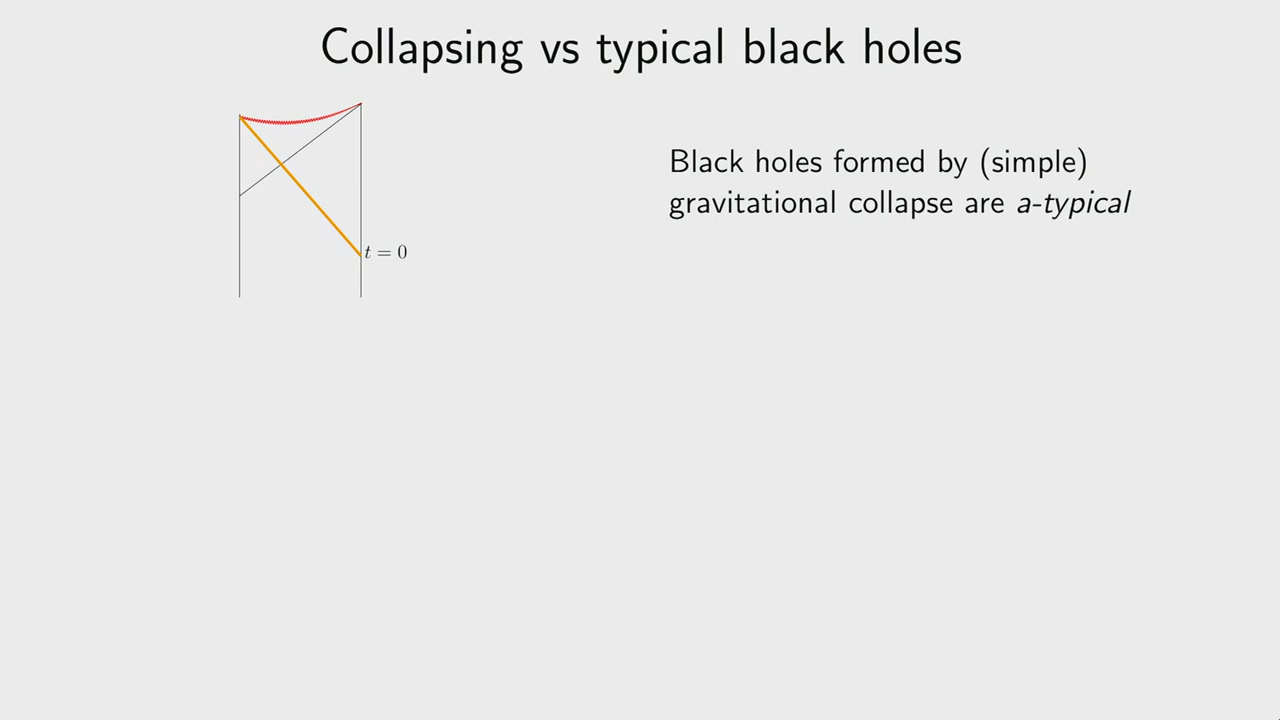 Collapsing vs typical black holes
Black holes formed by (simple)
gravitational collapse are a-typical
t = 0